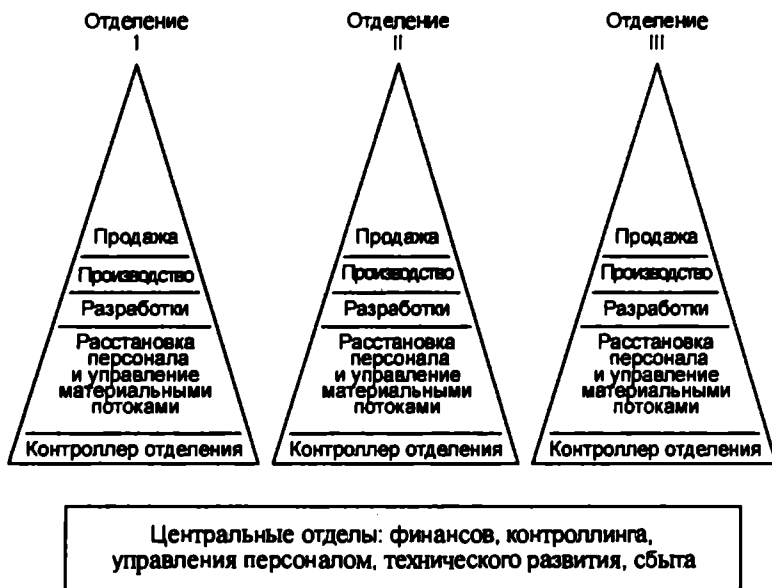 Отделение
I
Продажа
Производство
Разработки
Расстановка
персонала
и управление
материальными
потоками
Контроллер отделения
Отделение
II
Продажа
Производство
Разработки
Расстановка
персонала
и управление
материальными
потоками
Контроллер отделения
Отделение
III
Продажа
Производство
Разработки
Расстановка
персонала
и управление
материальными
потоками
Контроллер отделения
Центральные отделы: финансов, контроллинга,
управления персоналом, технического развития, сбыта